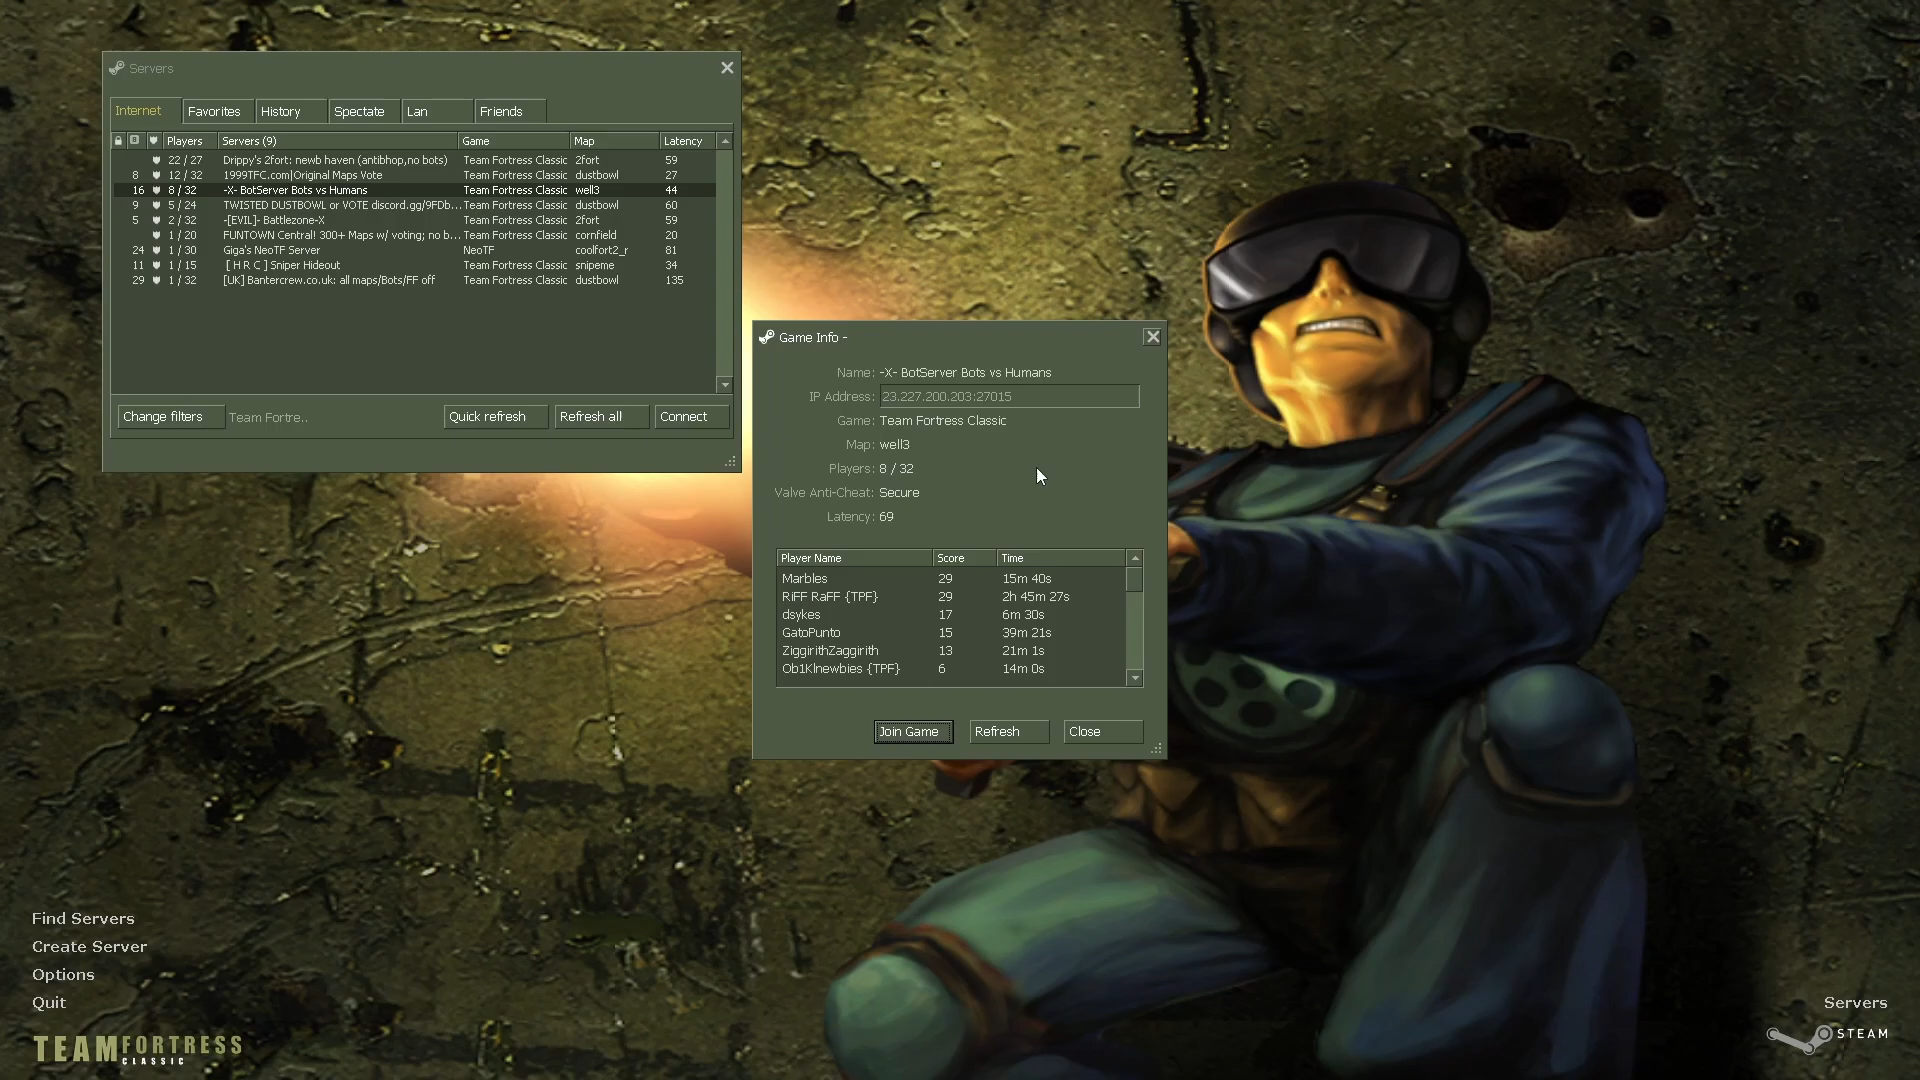 Servers
Internet Favorites History Spectate Lan Friends
Players Servers (9) Game Map Latency
22 / 27 Drippy's 2fort: newb haven (antibhop,no bots) Team Fortress Classic 2fort 59
8 12 / 32 1999TFC.com|Original Maps Vote Team Fortress Classic dustbowl 27
16 8 / 32 -X- BotServer Bots vs Humans Team Fortress Classic well3 44
9 5 / 24 TWISTED DUSTBOWL or VOTE discord.gg/9FDb... Team Fortress Classic dustbowl 60
5 2 / 32 -[EVIL]- Battlezone-X Team Fortress Classic 2fort 59
1 / 20 FUNTOWN Central! 300+ Maps w/ voting; no b... Team Fortress Classic cornfield 20
24 1 / 30 Giga's NeoTF Server NeoTF coolfort2_r 81
11 1 / 15 [ H R C ] Sniper Hideout Team Fortress Classic snipeme 34
29 1 / 32 [UK] Bantercrew.co.uk: all maps/Bots/FF off Team Fortress Classic dustbowl 135
Change filters Team Fortre.. Quick refresh Refresh all Connect
Game Info -
Name: -X- BotServer Bots vs Humans
IP Address: 23.227.200.203:27015
Game: Team Fortress Classic
Map: well3
Players: 8 / 32
Valve Anti-Cheat: Secure
Latency: 69
Player Name Score Time
Marbles 29 15m 40s
RiFF RaFF {TPF} 29 2h 45m 27s
dsykes 17 6m 30s
GatoPunto 15 39m 21s
ZiggirithZaggirith 13 21m 1s
Ob1Klnewbies {TPF} 6 14m 0s
Join Game Refresh Close
Find Servers
Create Server
Options
Quit
TEAMFORTRESS
CLASSIC
Servers
STEAM